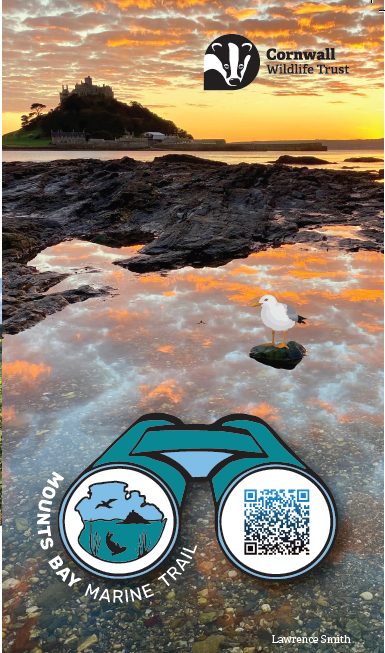 Cornwall
Wildlife Trust
MOUNTS BAY MARINE TRAIL
Lawrence Smith